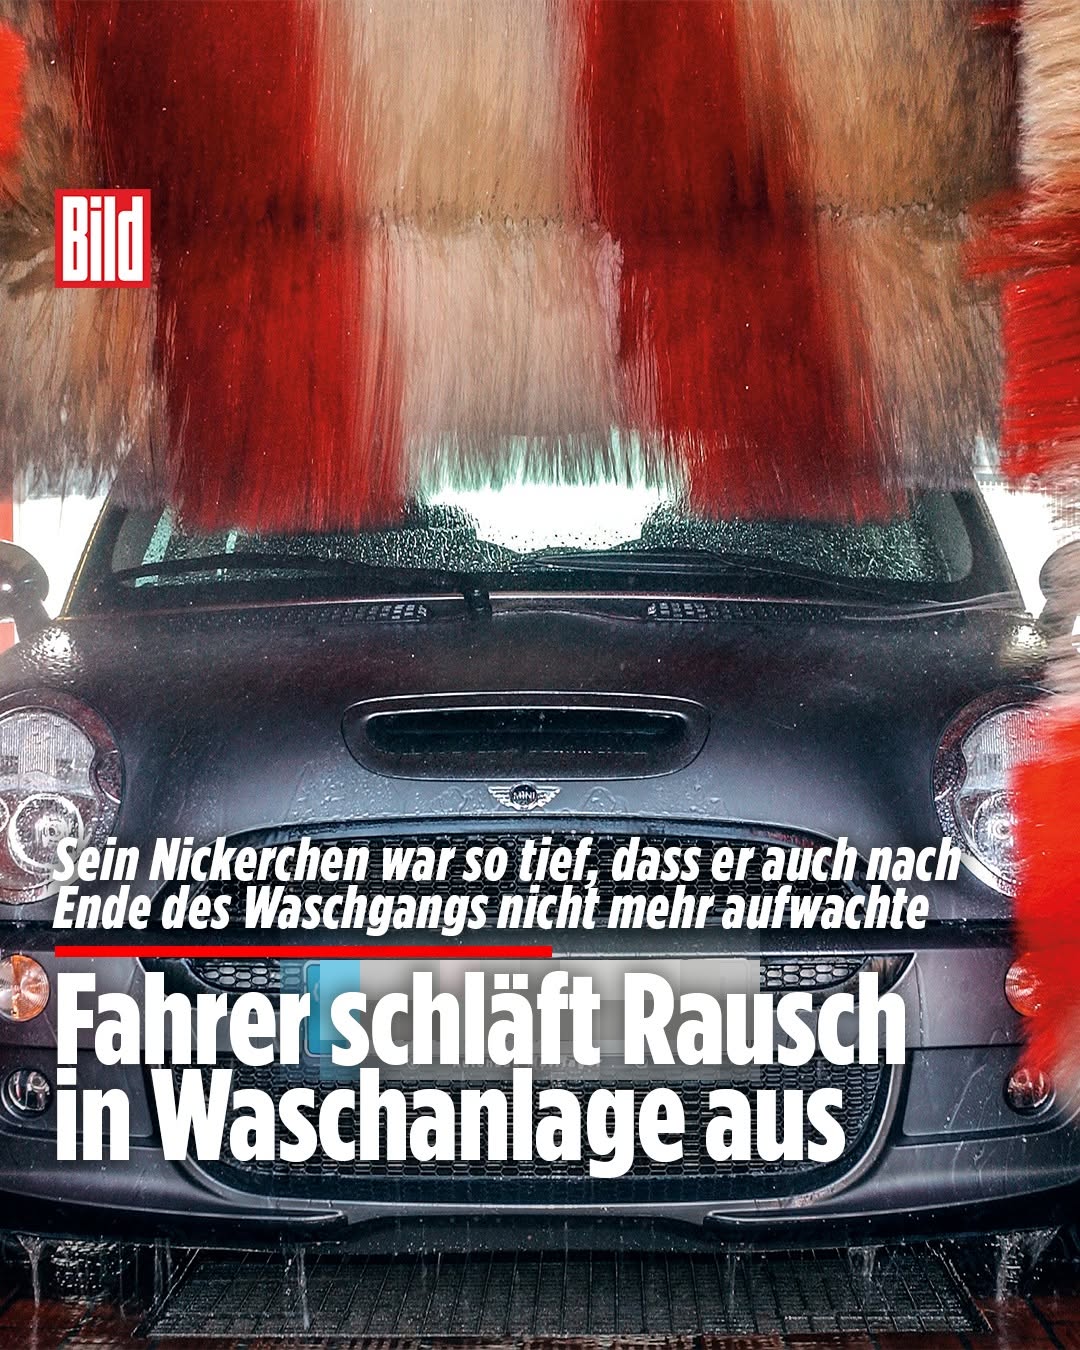 Bild
MINI
Sein Nickerchen war so tief, dass er auch nach
Ende des Waschgangs nicht mehr aufwachte
Fahrer schläft Rausch
in Waschanlage aus